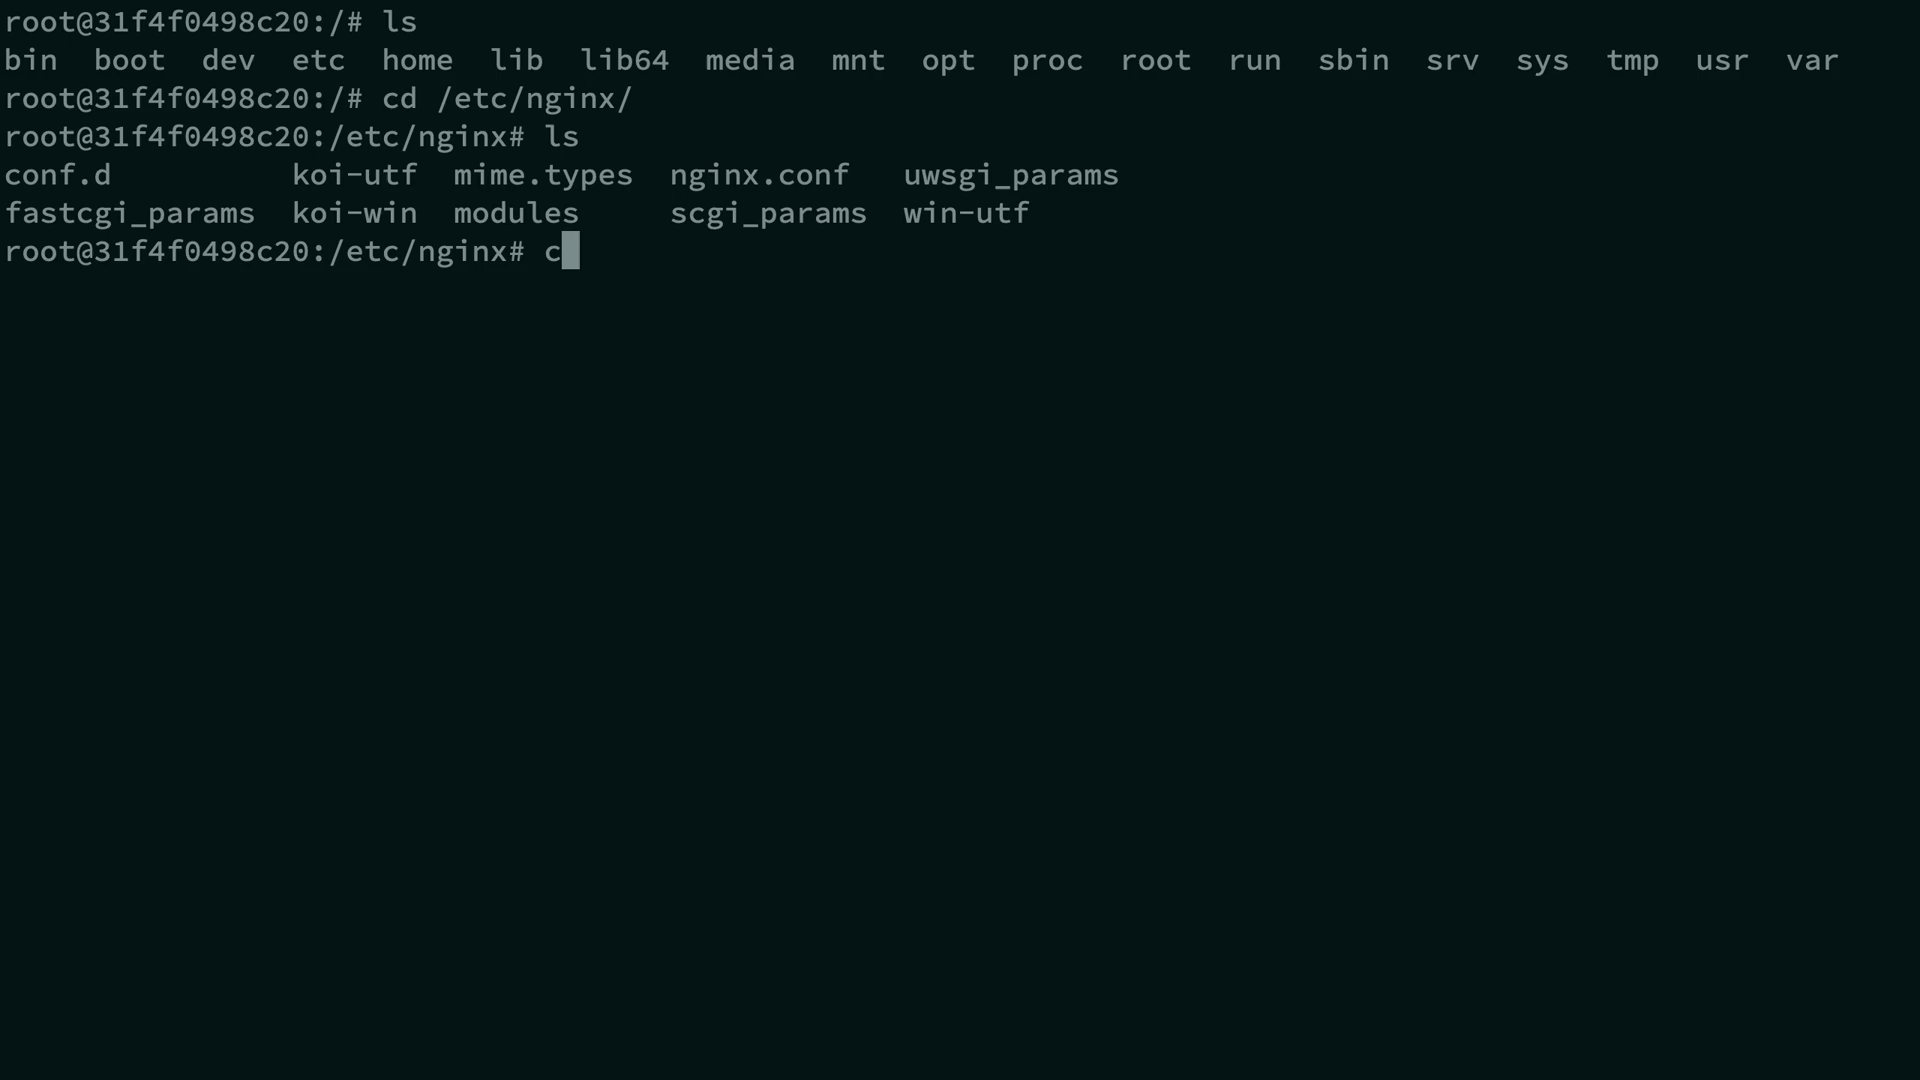 root@31f4f0498c20:/# ls
bin  boot  dev  etc  home  lib  lib64  media  mnt  opt  proc  root  run  sbin  srv  sys  tmp  usr  var
root@31f4f0498c20:/# cd /etc/nginx/
root@31f4f0498c20:/etc/nginx# ls
conf.d          koi-utf  mime.types  nginx.conf   uwsgi_params
fastcgi_params  koi-win  modules     scgi_params  win-utf
root@31f4f0498c20:/etc/nginx# c